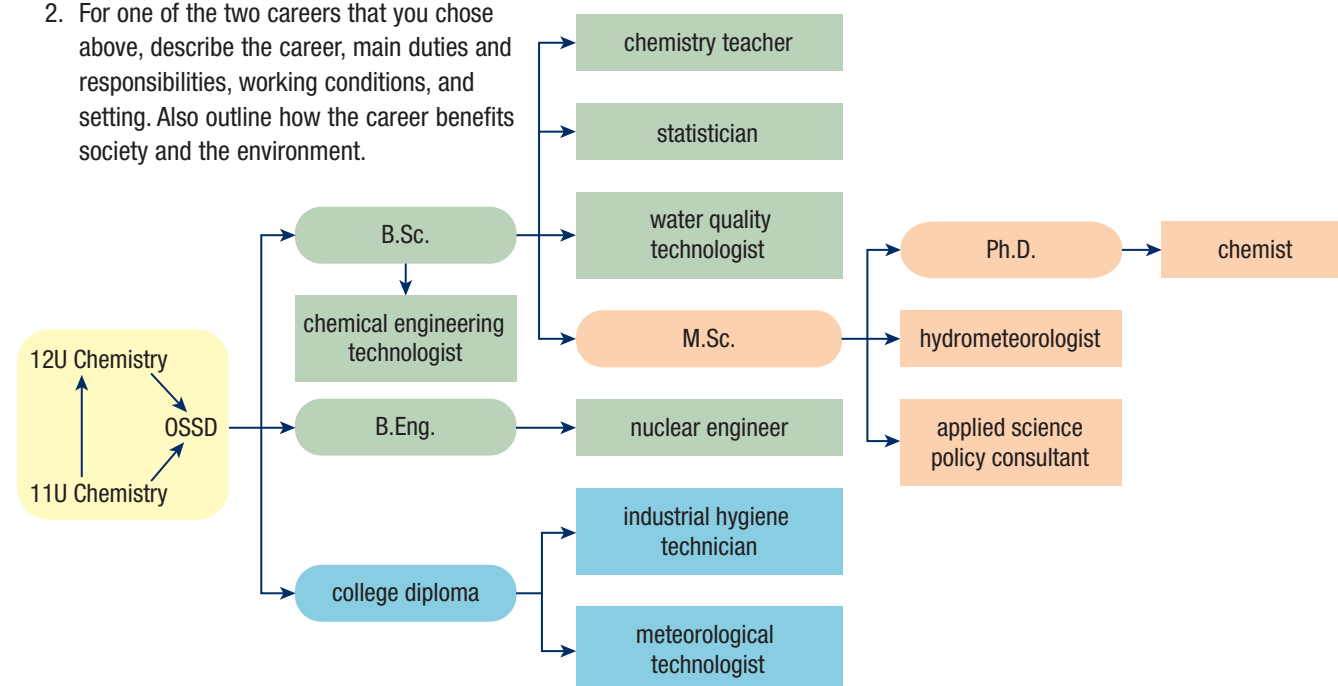 2. For one of the two careers that you chose
above, describe the career, main duties and
responsibilities, working conditions, and
setting. Also outline how the career benefits
society and the environment.
12U Chemistry
OSSD
11U Chemistry
B.Sc.
chemical engineering
technologist
B.Eng.
college diploma
chemistry teacher
statistician
water quality
technologist
M.Sc.
nuclear engineer
industrial hygiene
technician
meteorological
technologist
Ph.D.
chemist
hydrometeorologist
applied science
policy consultant